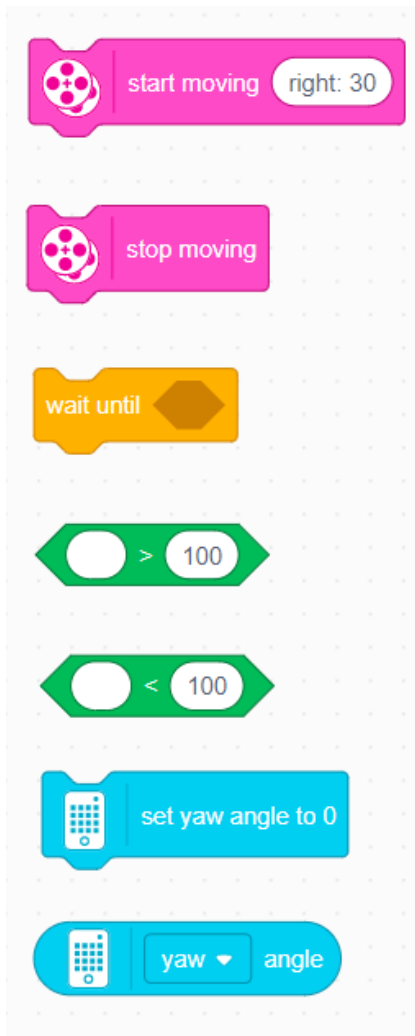 start moving right: 30
stop moving
wait until
> 100
< 100
set yaw angle to 0
yaw angle